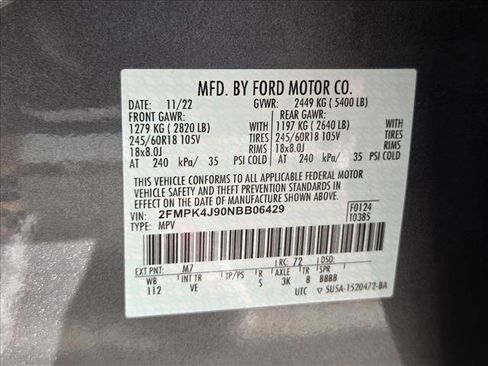 MFD. BY FORD MOTOR CO.
DATE: 11/22 GVWR: 2449 KG ( 5400 LB)
FRONT GAWR: REAR GAWR:
1279 KG ( 2820 LB) WITH 1197 KG ( 2640 LB) WITH
245/60R18 105V TIRES 245/60R18 105V TIRES
18x8.0J RIMS 18x8.0J RIMS
AT 240 kPa/ 35 PSI COLD AT 240 kPa/ 35 PSI COLD
THIS VEHICLE CONFORMS TO ALL APPLICABLE FEDERAL MOTOR
VEHICLE SAFETY AND THEFT PREVENTION STANDARDS IN
EFFECT ON THE DATE OF MANUFACTURE SHOWN ABOVE.
VIN: 2FMPK4J90NBB06429 F0124
TYPE: MPV T0385
EXT PNT: M7 RC: 72 DSO:
WB INT TR TP/PS R AXLE TR SPR
112 VE S 3K 8 BBBB
UTC 5U5A-1520472-BA